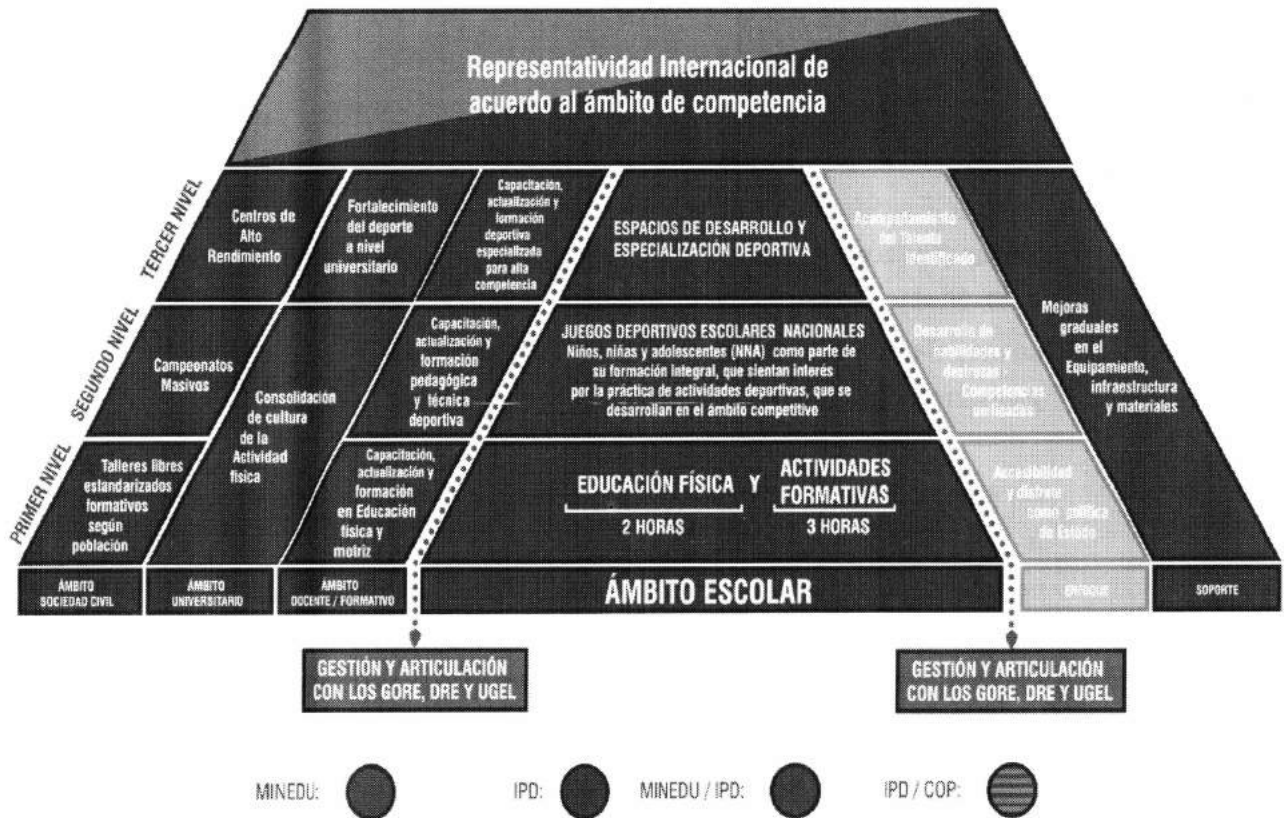 Representatividad Internacional de
acuerdo al ámbito de competencia
TERCER NIVEL
Centros de
Alto
Rendimiento
Fortalecimiento
del deporte
a nivel
universitario
Capacitación,
actualización y
formación
deportiva
especializada
para alta
competencia
ESPACIOS DE DESARROLLO Y
ESPECIALIZACIÓN DEPORTIVA
Acompañamiento
del Talento
Identificado
SEGUNDO NIVEL
Campeonatos
Masivos
Consolidación
de cultura
de la
Actividad
física
Capacitación,
actualización y
formación
pedagógica
y técnica
deportiva
JUEGOS DEPORTIVOS ESCOLARES NACIONALES
Niños, niñas y adolescentes (NNA) como parte de
su formación integral, que sientan interés
por la práctica de actividades deportivas, que se
desarrollan en el ámbito competitivo
Desarrollo de
habilidades y
destrezas -
Competencias
unificadas
Mejoras
graduales
en el
Equipamiento,
infraestructura
y materiales
PRIMER NIVEL
Talleres libres
estandarizados
formativos
según
población
Capacitación,
actualización y
formación
en Educación
física y
motriz
EDUCACIÓN FÍSICA Y ACTIVIDADES FORMATIVAS
2 HORAS 3 HORAS
Accesibilidad
y disfrute
como política
de Estado
ÁMBITO
SOCIEDAD CIVIL
ÁMBITO
UNIVERSITARIO
ÁMBITO
DOCENTE / FORMATIVO
ÁMBITO ESCOLAR
ENFOQUE
SOPORTE
GESTIÓN Y ARTICULACIÓN
CON LOS GORE, DRE Y UGEL
GESTIÓN Y ARTICULACIÓN
CON LOS GORE, DRE Y UGEL
MINEDU: IPD: MINEDU / IPD: IPD / COP: